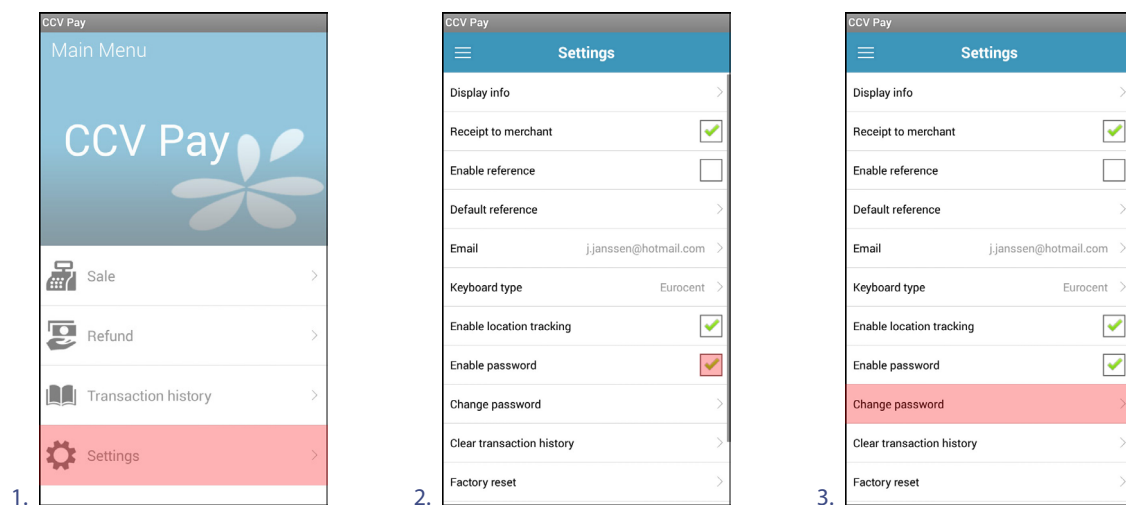 CCV Pay
Main Menu
CCV Pay
Sale
Refund
Transaction history
Settings
1.
CCV Pay
Settings
Display info
Receipt to merchant
Enable reference
Default reference
Email j.janssen@hotmail.com
Keyboard type Eurocent
Enable location tracking
Enable password
Change password
Clear transaction history
Factory reset
2.
CCV Pay
Settings
Display info
Receipt to merchant
Enable reference
Default reference
Email j.janssen@hotmail.com
Keyboard type Eurocent
Enable location tracking
Enable password
Change password
Clear transaction history
Factory reset
3.